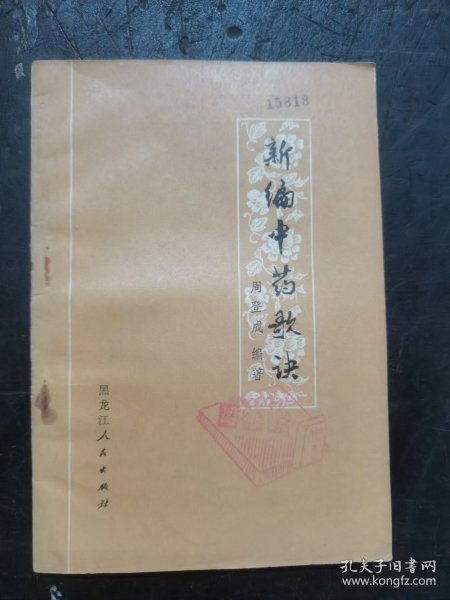 15818
新编中药歌诀
周登成 编著
黑龙江人民出版社
孔夫子旧书网
www.kongfz.com